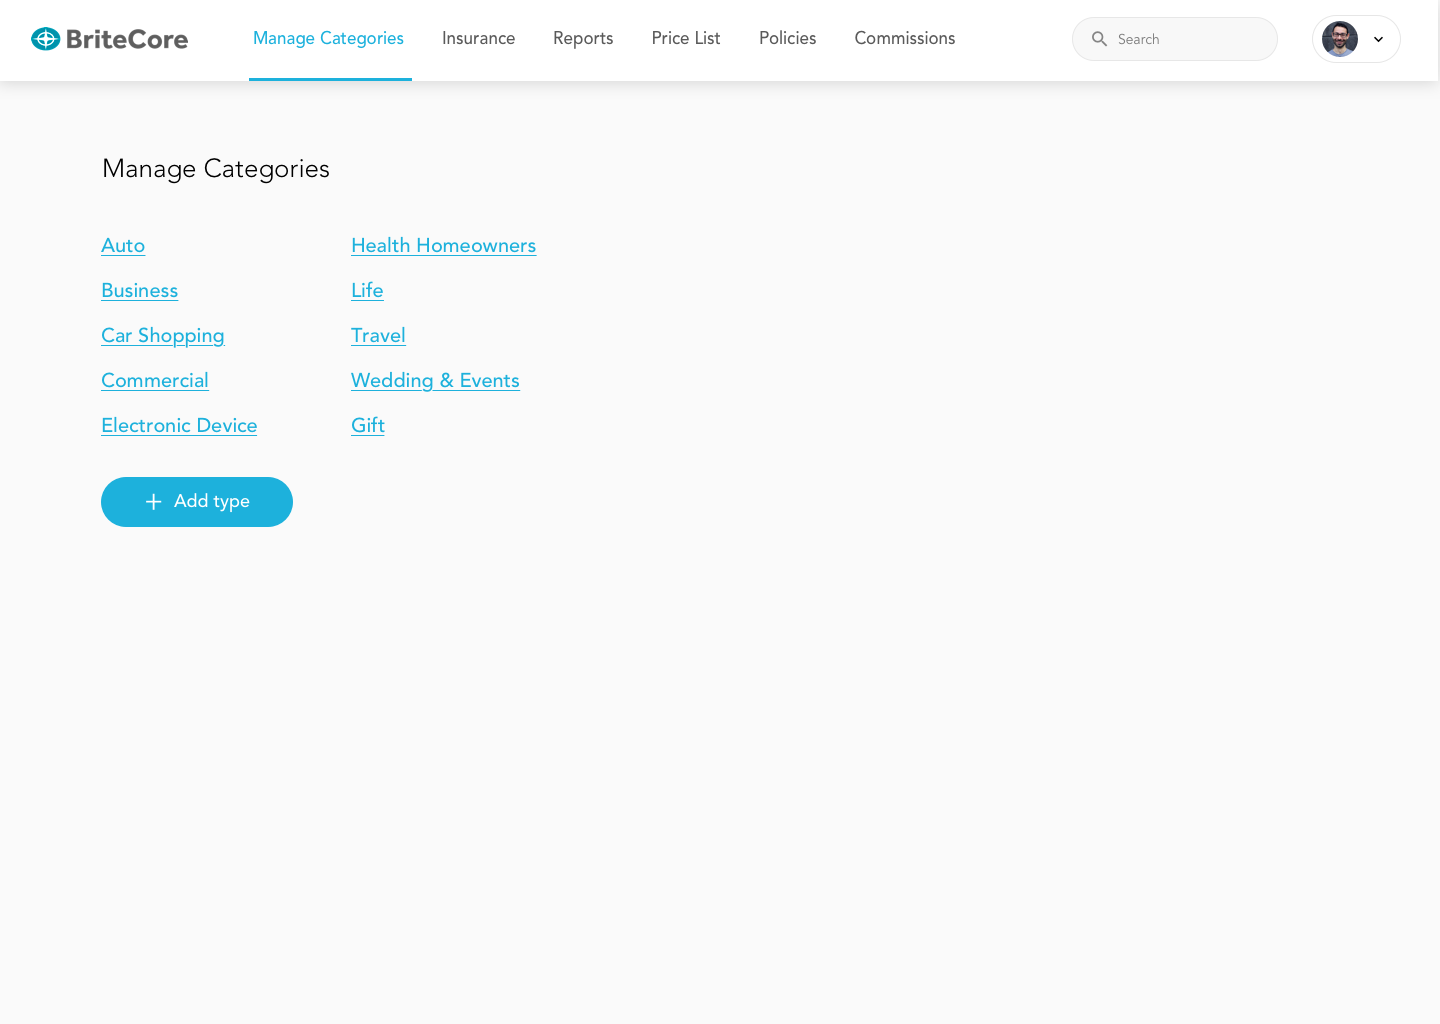 BriteCore
Manage Categories
Insurance
Reports
Price List
Policies
Commissions
Search
Manage Categories
Auto
Business
Car Shopping
Commercial
Electronic Device
Health Homeowners
Life
Travel
Wedding & Events
Gift
Add type